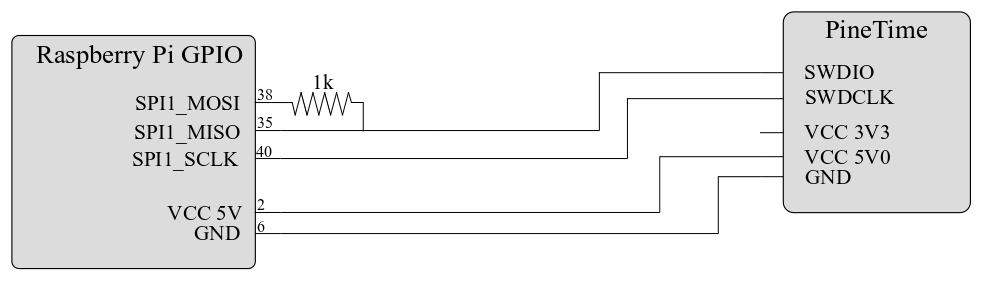 Raspberry Pi GPIO
1k
SPI1_MOSI 38
SPI1_MISO 35
SPI1_SCLK 40
VCC 5V 2
GND 6
PineTime
SWDIO
SWDCLK
VCC 3V3
VCC 5V0
GND